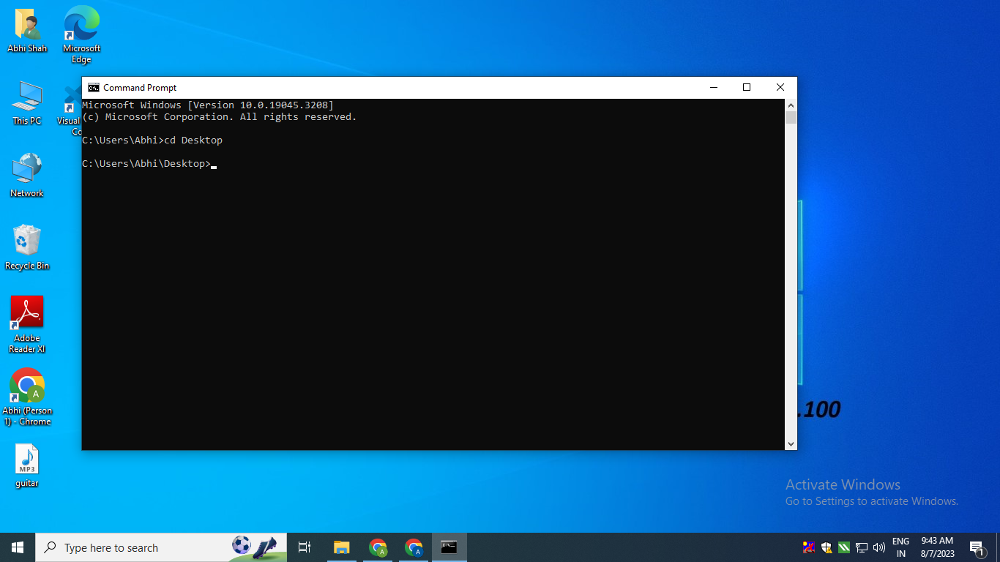 Abhi Shah
Microsoft
Edge
This PC
Visual
Co
Network
Recycle Bin
Adobe
Reader XI
Abhi (Person
1) - Chrome
MP3
guitar
Command Prompt
Microsoft Windows [Version 10.0.19045.3208]
(c) Microsoft Corporation. All rights reserved.
C:\Users\Abhi>cd Desktop
C:\Users\Abhi\Desktop>
.100
Activate Windows
Go to Settings to activate Windows.
Type here to search
ENG
IN
9:43 AM
8/7/2023
1